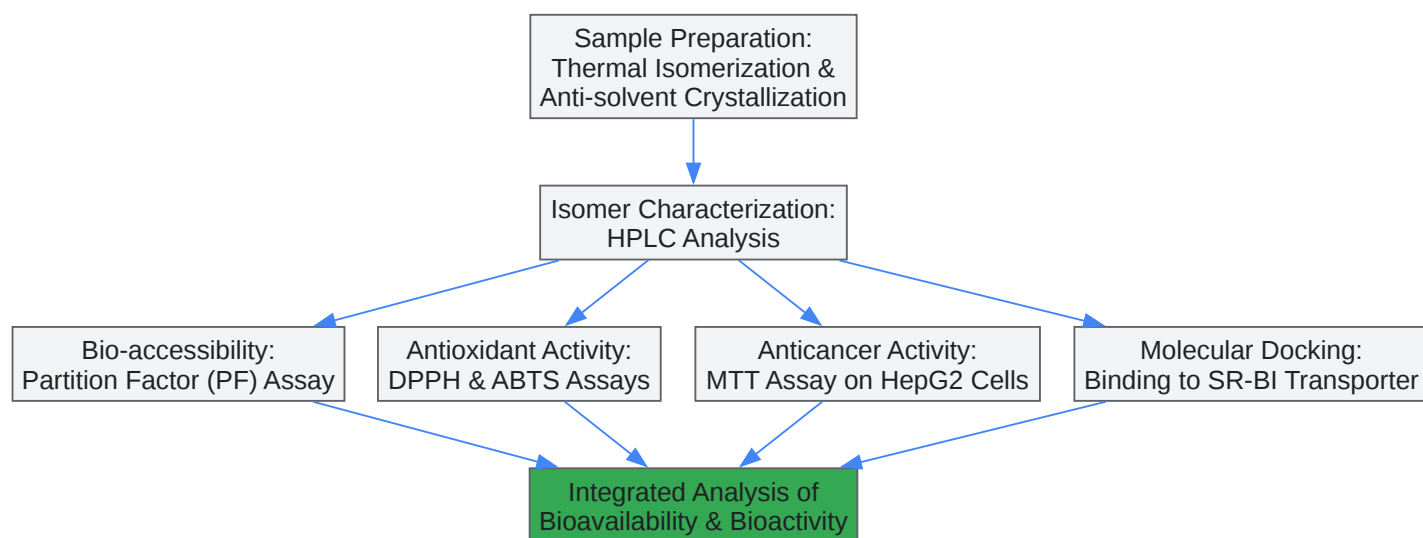 Sample Preparation:
Thermal Isomerization &
Anti-solvent Crystallization
Isomer Characterization:
HPLC Analysis
Bio-accessibility:
Partition Factor (PF) Assay
Antioxidant Activity:
DPPH & ABTS Assays
Anticancer Activity:
MTT Assay on HepG2 Cells
Molecular Docking:
Binding to SR-BI Transporter
Integrated Analysis of
Bioavailability & Bioactivity